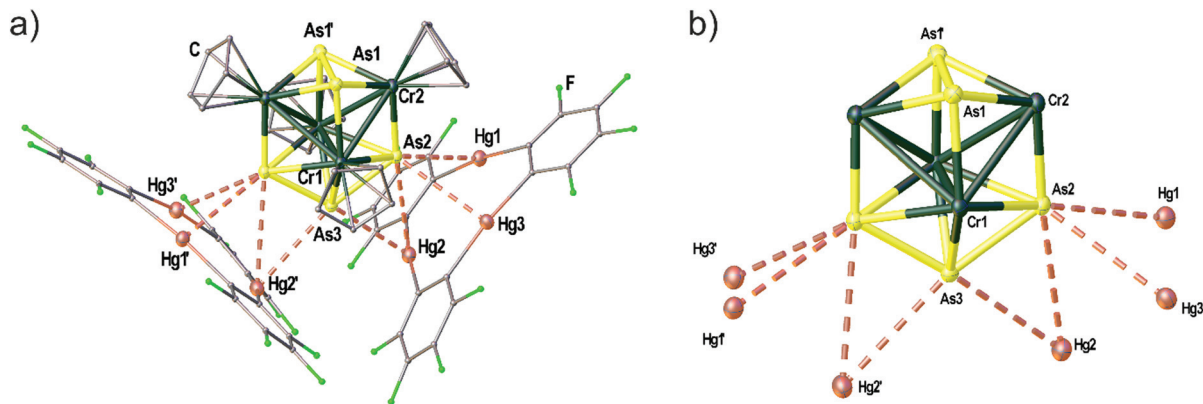 a)
As1'
As1
C
Cr2
F
As2
Hg1
Cr1
Hg3'
Hg3
As3
Hg1'
Hg2
Hg2'
b)
As1'
As1
Cr2
As2
Hg1
Cr1
Hg3'
As3
Hg3
Hg1'
Hg2
Hg2'